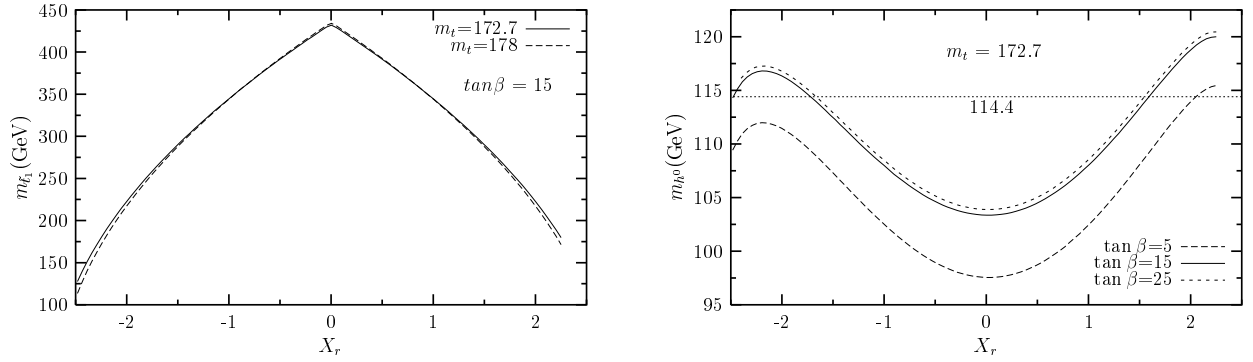 450
400
350
300
250
200
150
100
m_{t̃₁}(GeV)
-2 -1 0 1 2
X_r
m_t=172.7
m_t=178
tanβ = 15
120
115
110
105
100
95
m_{h⁰}(GeV)
-2 -1 0 1 2
X_r
m_t = 172.7
114.4
tan β=5
tan β=15
tan β=25